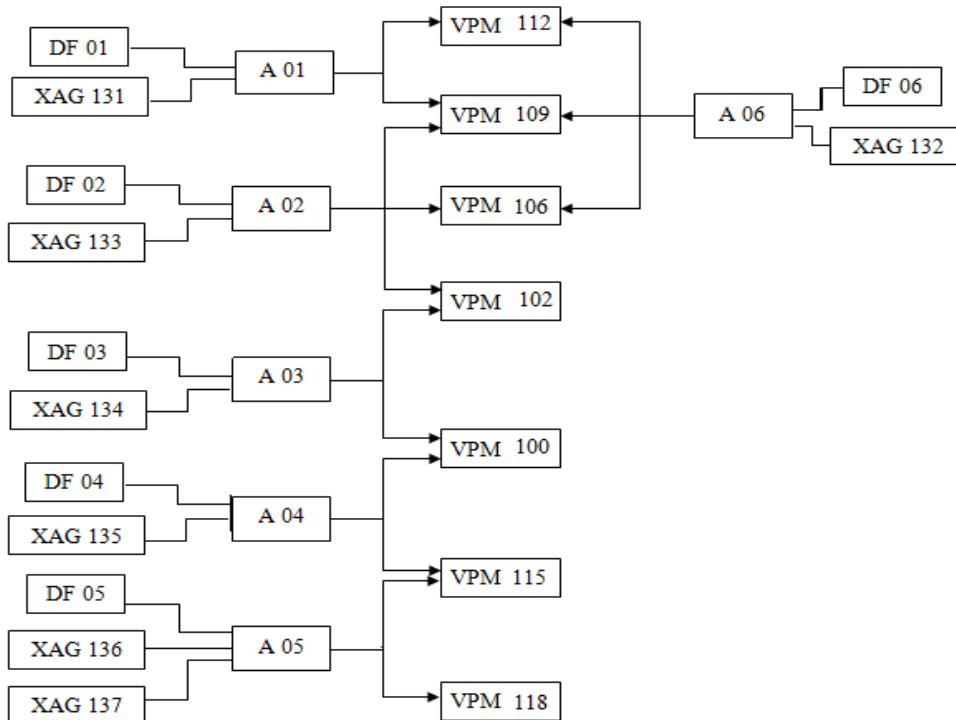 DF 01
XAG 131
A 01
VPM 112
VPM 109
A 06
DF 06
XAG 132
DF 02
XAG 133
A 02
VPM 106
VPM 102
DF 03
XAG 134
A 03
VPM 100
DF 04
XAG 135
A 04
VPM 115
DF 05
XAG 136
XAG 137
A 05
VPM 118